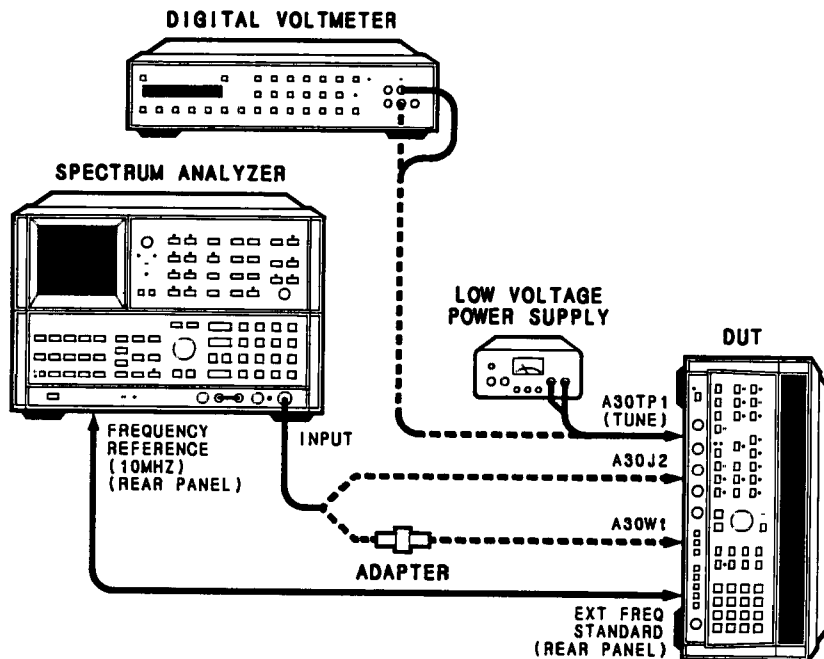 DIGITAL VOLTMETER
SPECTRUM ANALYZER
LOW VOLTAGE
POWER SUPPLY
DUT
A30TP1
(TUNE)
FREQUENCY
REFERENCE
(10MHZ)
(REAR PANEL)
INPUT
A30J2
A30W1
ADAPTER
EXT FREQ
STANDARD
(REAR PANEL)